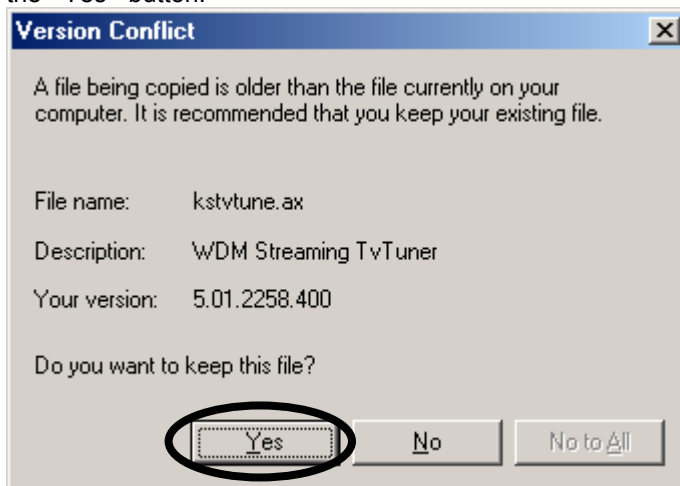 the "Yes" button.
Version Conflict
A file being copied is older than the file currently on your
computer. It is recommended that you keep your existing file.
File name: kstvtune.ax
Description: WDM Streaming TvTuner
Your version: 5.01.2258.400
Do you want to keep this file?
Yes No No to All